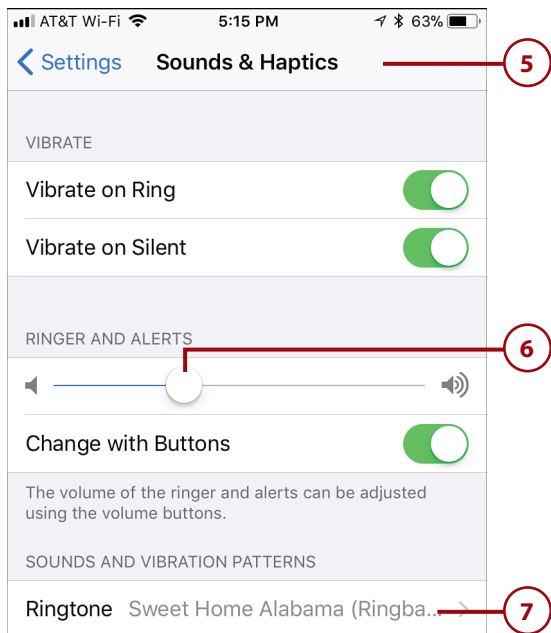 AT&T Wi-Fi 5:15 PM 63%
Settings Sounds & Haptics 5
VIBRATE
Vibrate on Ring
Vibrate on Silent
RINGER AND ALERTS
6
Change with Buttons
The volume of the ringer and alerts can be adjusted
using the volume buttons.
SOUNDS AND VIBRATION PATTERNS
Ringtone Sweet Home Alabama (Ringba... 7